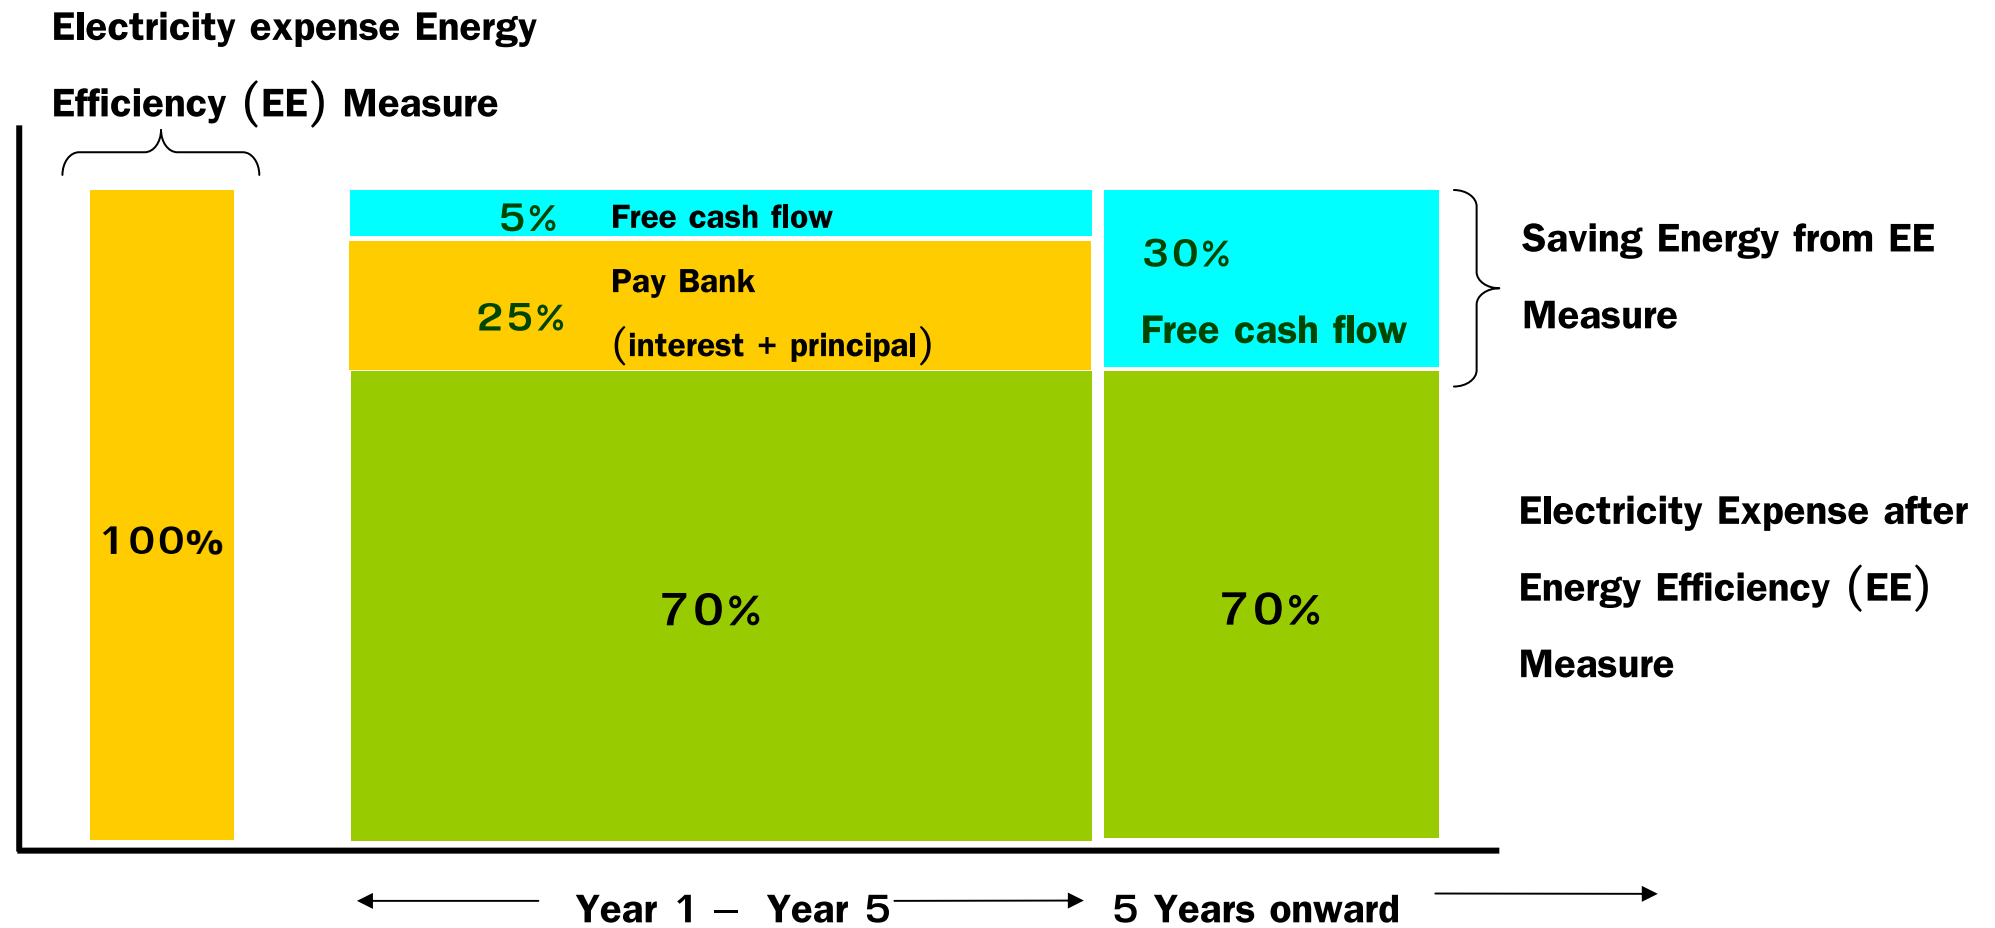 Electricity expense Energy
Efficiency (EE) Measure
100%
5% Free cash flow
25% Pay Bank
(interest + principal)
70%
30%
Free cash flow
70%
Saving Energy from EE
Measure
Electricity Expense after
Energy Efficiency (EE)
Measure
Year 1 – Year 5
5 Years onward